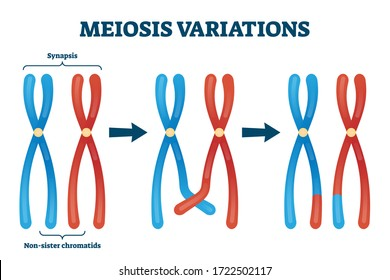 MEIOSIS VARIATIONS
Synapsis
Non-sister chromatids
shutterstock.com · 1722502117